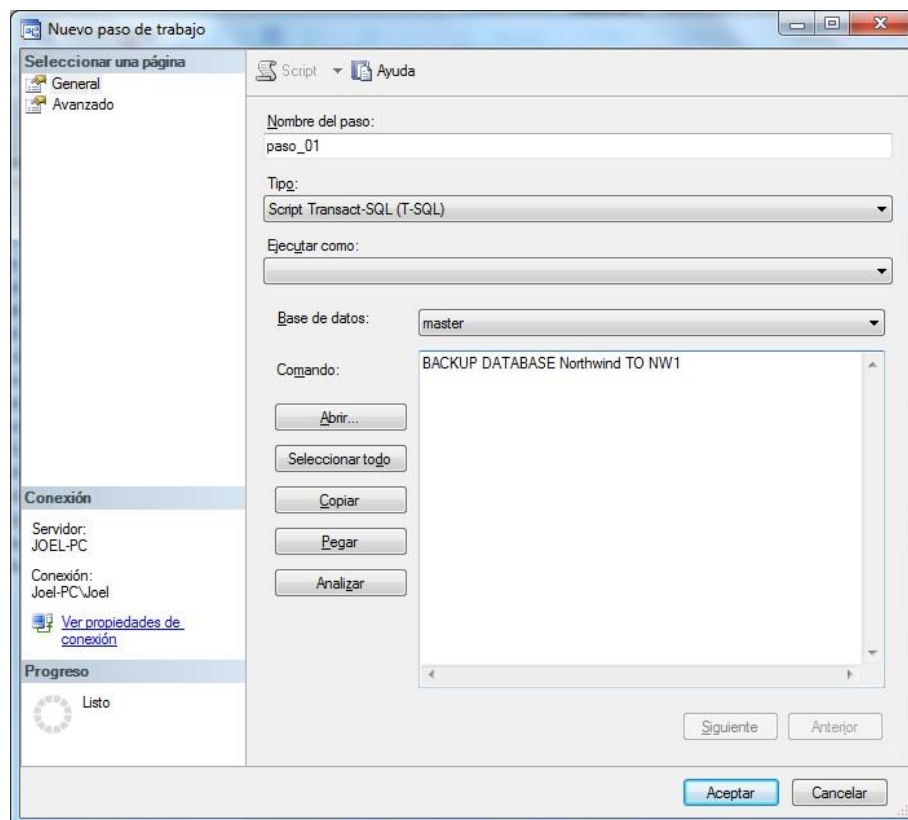 Nuevo paso de trabajo
Seleccionar una página
General
Avanzado
Script
Ayuda
Nombre del paso:
paso_01
Tipo:
Script Transact-SQL (T-SQL)
Ejecutar como:
Base de datos:
master
Comando:
BACKUP DATABASE Northwind TO NW1
Abrir...
Seleccionar todo
Copiar
Pegar
Analizar
Conexión
Servidor:
JOEL-PC
Conexión:
Joel-PC\Joel
Ver propiedades de
conexión
Progreso
Listo
Siguiente
Anterior
Aceptar
Cancelar